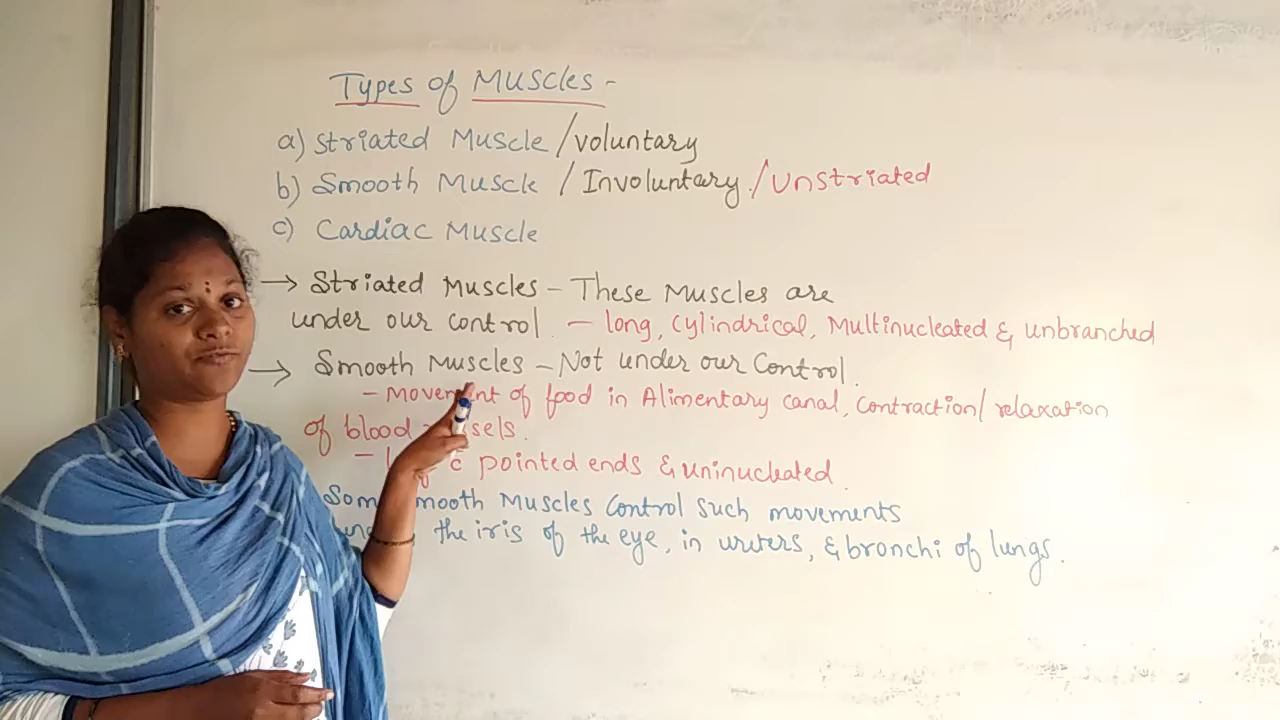 Types of Muscles -
a) Striated Muscle / voluntary
b) Smooth Muscle / Involuntary / Unstriated
c) Cardiac Muscle
→ Striated Muscles - These Muscles are
under our control - long, Cylindrical, Multinucleated & unbranched
→ Smooth Muscles - Not under our Control.
- Movement of food in Alimentary canal, Contraction/relaxation
of blood
- pointed ends & uninucleated
Smooth Muscles Control such movements
the iris of the eye, in ureters, & bronchi of lungs.